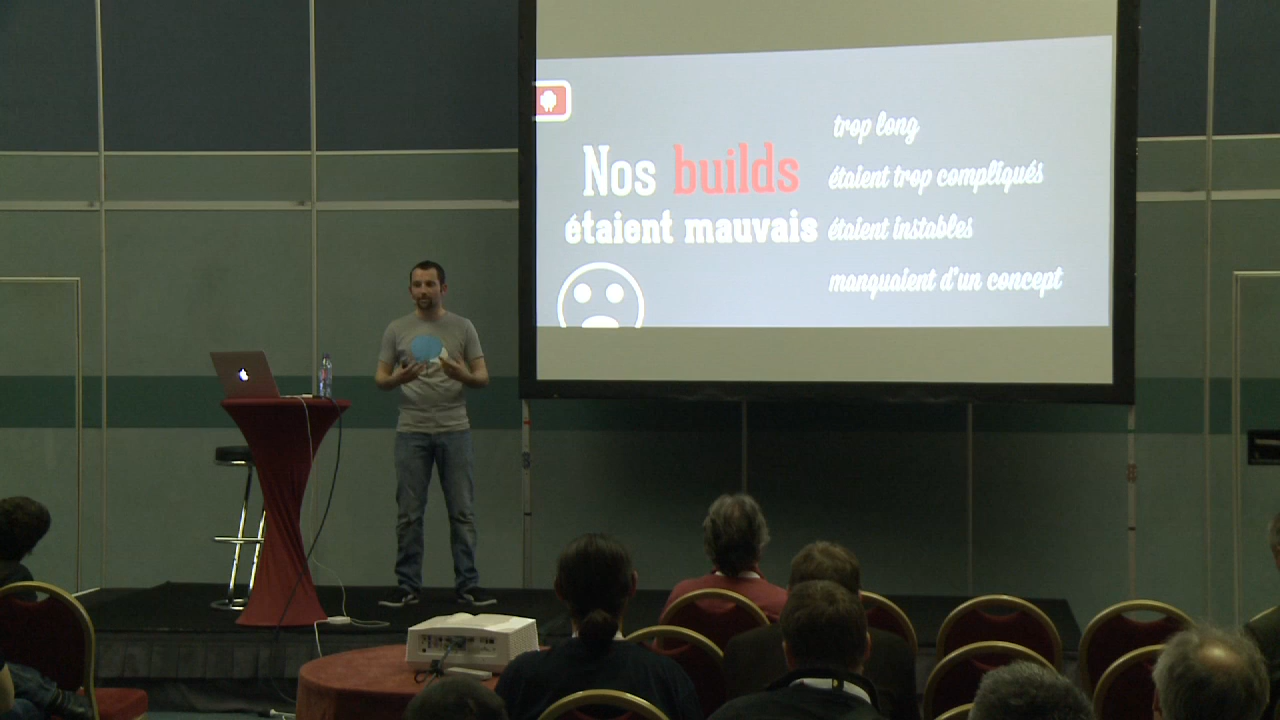 Nos builds
étaient mauvais
trop long
étaient trop compliqués
étaient instables
manquaient d'un concept